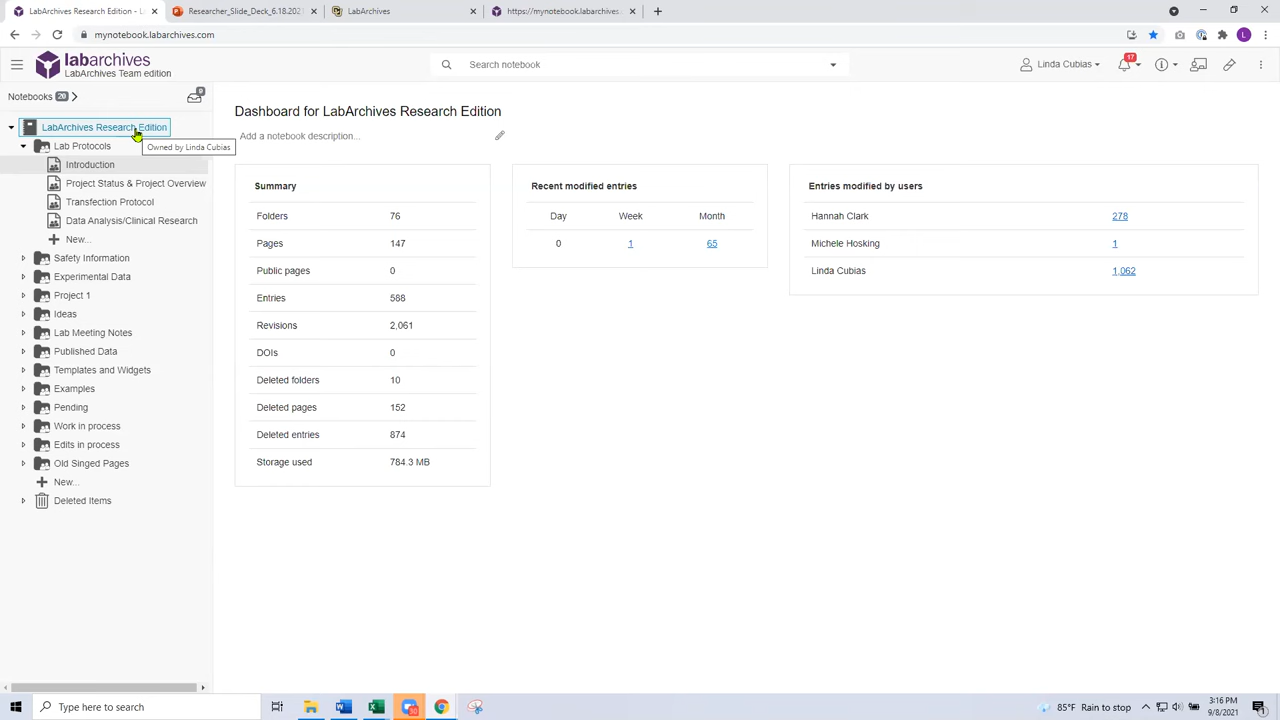 LabArchives Research Edition - L
Researcher_Slide_Deck_6.18.2021
LabArchives
https://mynotebook.labarchives.
mynotebook.labarchives.com
L
labarchives
LabArchives Team edition
Search notebook
Linda Cubias
17
Notebooks 20
0
LabArchives Research Edition
Owned by Linda Cubias
Lab Protocols
Introduction
Project Status & Project Overview
Transfection Protocol
Data Analysis/Clinical Research
New...
Safety Information
Experimental Data
Project 1
Ideas
Lab Meeting Notes
Published Data
Templates and Widgets
Examples
Pending
Work in process
Edits in process
Old Singed Pages
New...
Deleted Items
Dashboard for LabArchives Research Edition
Add a notebook description...
Summary
Folders 76
Pages 147
Public pages 0
Entries 588
Revisions 2,061
DOIs 0
Deleted folders 10
Deleted pages 152
Deleted entries 874
Storage used 784.3 MB
Recent modified entries
Day Week Month
0 1 65
Entries modified by users
Hannah Clark 278
Michele Hosking 1
Linda Cubias 1,062
Type here to search
85°F Rain to stop
3:16 PM
9/8/2021